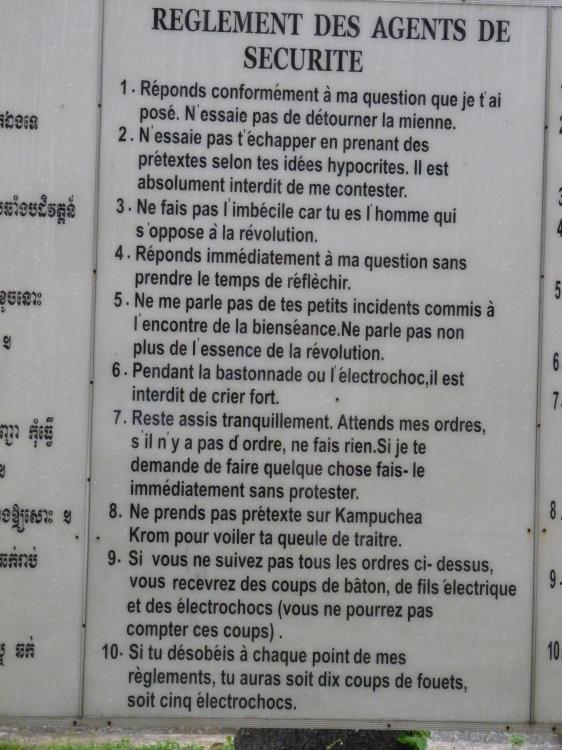 REGLEMENT DES AGENTS DE
SECURITE
1. Réponds conformément à ma question que je t'ai
posé. N'essaie pas de détourner la mienne.
2. N'essaie pas t'échapper en prenant des
prétextes selon tes idées hypocrites. Il est
absolument interdit de me contester.
3. Ne fais pas l'imbécile car tu es l'homme qui
s'oppose à la révolution.
4. Réponds immédiatement à ma question sans
prendre le temps de réflèchir.
5. Ne me parle pas de tes petits incidents commis à
l'encontre de la bienséance.Ne parle pas non
plus de l'essence de la révolution.
6. Pendant la bastonnade ou l'électrochoc,il est
interdit de crier fort.
7. Reste assis tranquillement. Attends mes ordres,
s'il n'y a pas d'ordre, ne fais rien.Si je te
demande de faire quelque chose fais- le
immédiatement sans protester.
8. Ne prends pas prétexte sur Kampuchea
Krom pour voiler ta queule de traitre.
9. Si vous ne suivez pas tous les ordres ci- dessus,
vous recevrez des coups de bâton, de fils électrique
et des électrochocs (vous ne pourrez pas
compter ces coups) .
10. Si tu désobéis à chaque point de mes
règlements, tu auras soit dix coups de fouets,
soit cinq électrochocs.